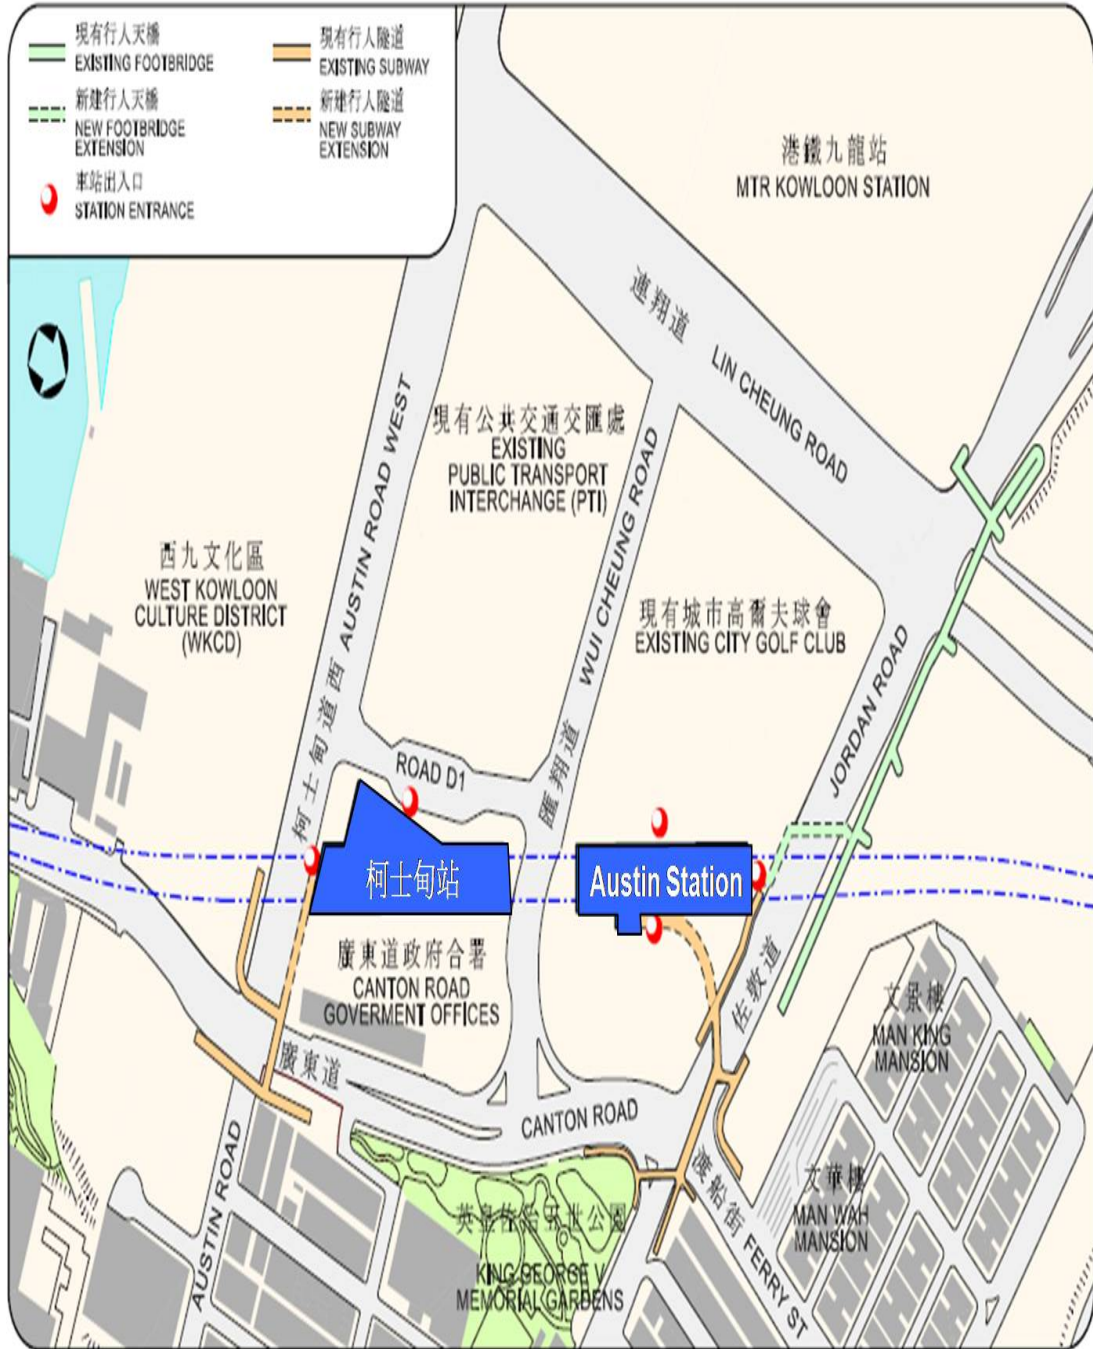 現有行人天橋
EXISTING FOOTBRIDGE
現有行人隧道
EXISTING SUBWAY
新建行人天橋
NEW FOOTBRIDGE
EXTENSION
新建行人隧道
NEW SUBWAY
EXTENSION
車站出入口
STATION ENTRANCE
港鐵九龍站
MTR KOWLOON STATION
連翔道 LIN CHEUNG ROAD
現有公共交通交匯處
EXISTING
PUBLIC TRANSPORT
INTERCHANGE (PTI)
柯士甸道西 AUSTIN ROAD WEST
匯翔道 WUI CHEUNG ROAD
西九文化區
WEST KOWLOON
CULTURE DISTRICT
(WKCD)
現有城市高爾夫球會
EXISTING CITY GOLF CLUB
佐敦道 JORDAN ROAD
ROAD D1
柯士甸站
Austin Station
廣東道政府合署
CANTON ROAD
GOVERMENT OFFICES
文景樓
MAN KING
MANSION
廣東道
CANTON ROAD
AUSTIN ROAD
渡船街 FERRY ST
文華樓
MAN WAH
MANSION
英皇佐治五世公園
KING GEORGE V
MEMORIAL GARDENS